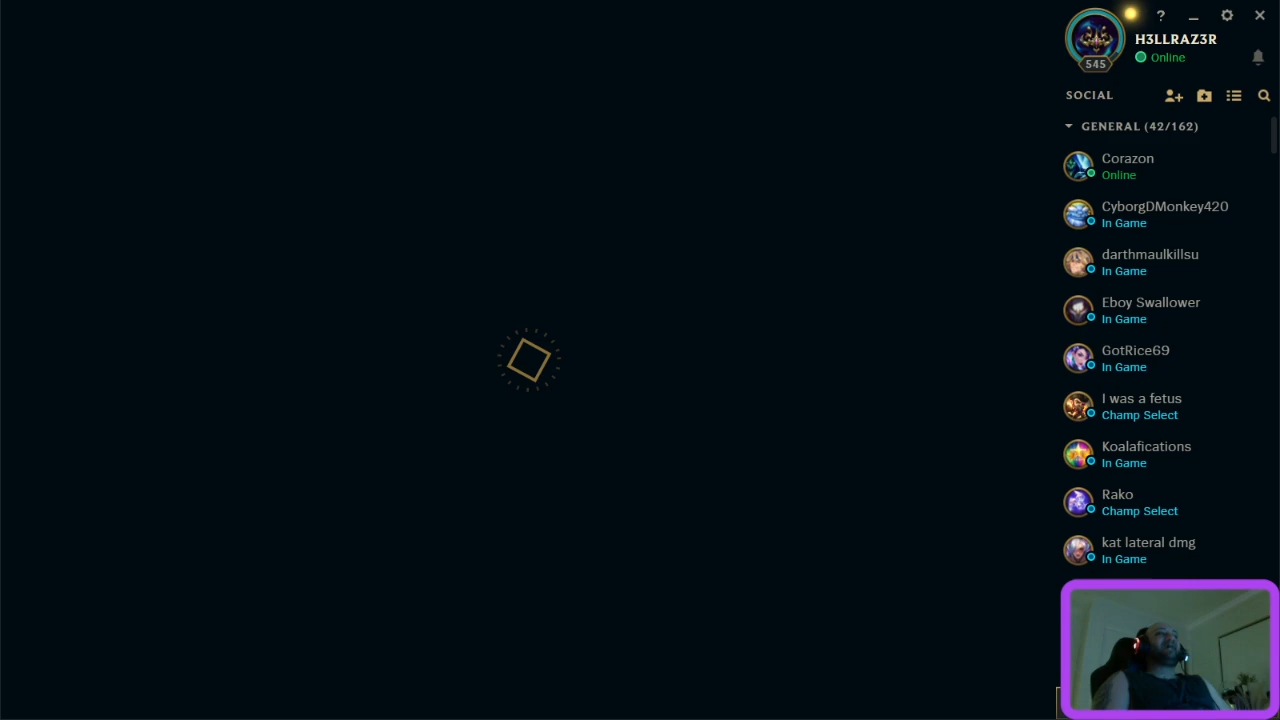 ?
H3LLRAZ3R
Online
545
SOCIAL
GENERAL (42/162)
Corazon
Online
CyborgDMonkey420
In Game
darthmaulkillsu
In Game
Eboy Swallower
In Game
GotRice69
In Game
I was a fetus
Champ Select
Koalafications
In Game
Rako
Champ Select
kat lateral dmg
In Game